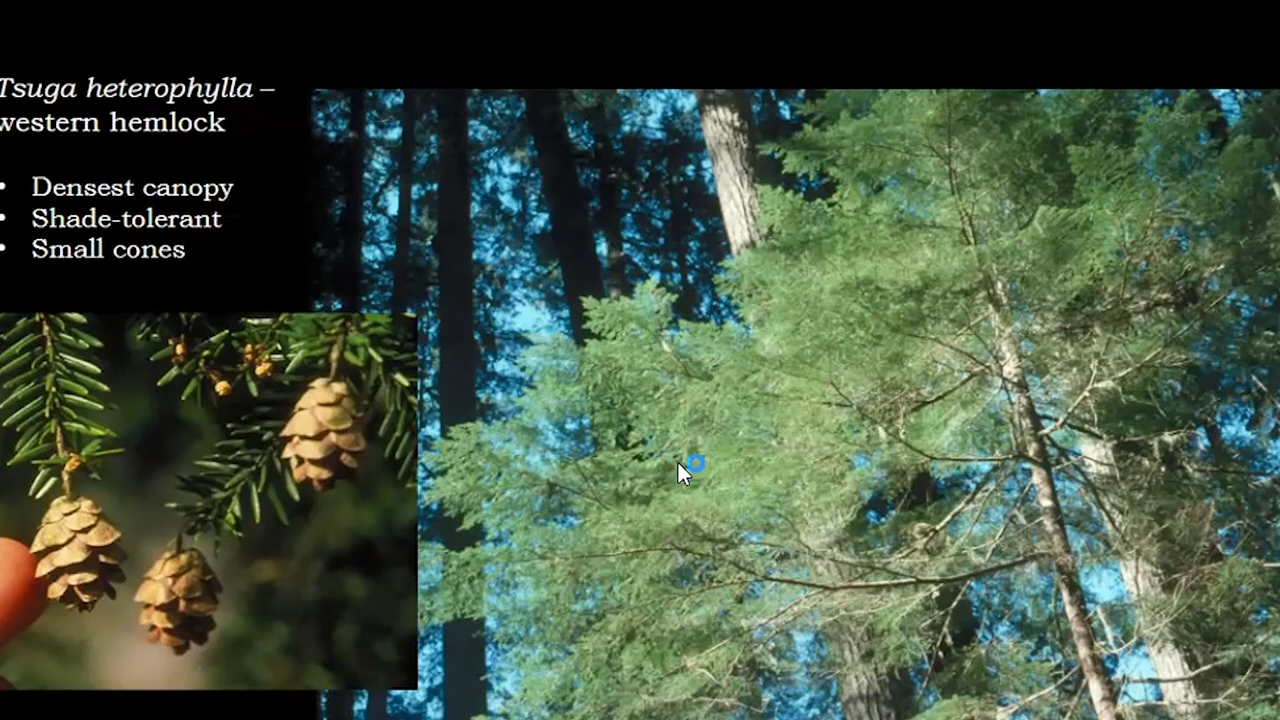 Tsuga heterophylla –
western hemlock
• Densest canopy
• Shade-tolerant
• Small cones